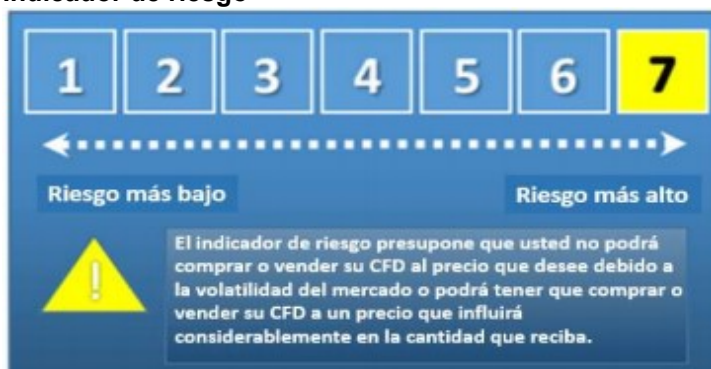 Indicador de riesgo
1 2 3 4 5 6 7
Riesgo más bajo Riesgo más alto
!
El indicador de riesgo presupone que usted no podrá
comprar o vender su CFD al precio que desee debido a
la volatilidad del mercado o podrá tener que comprar o
vender su CFD a un precio que influirá
considerablemente en la cantidad que reciba.